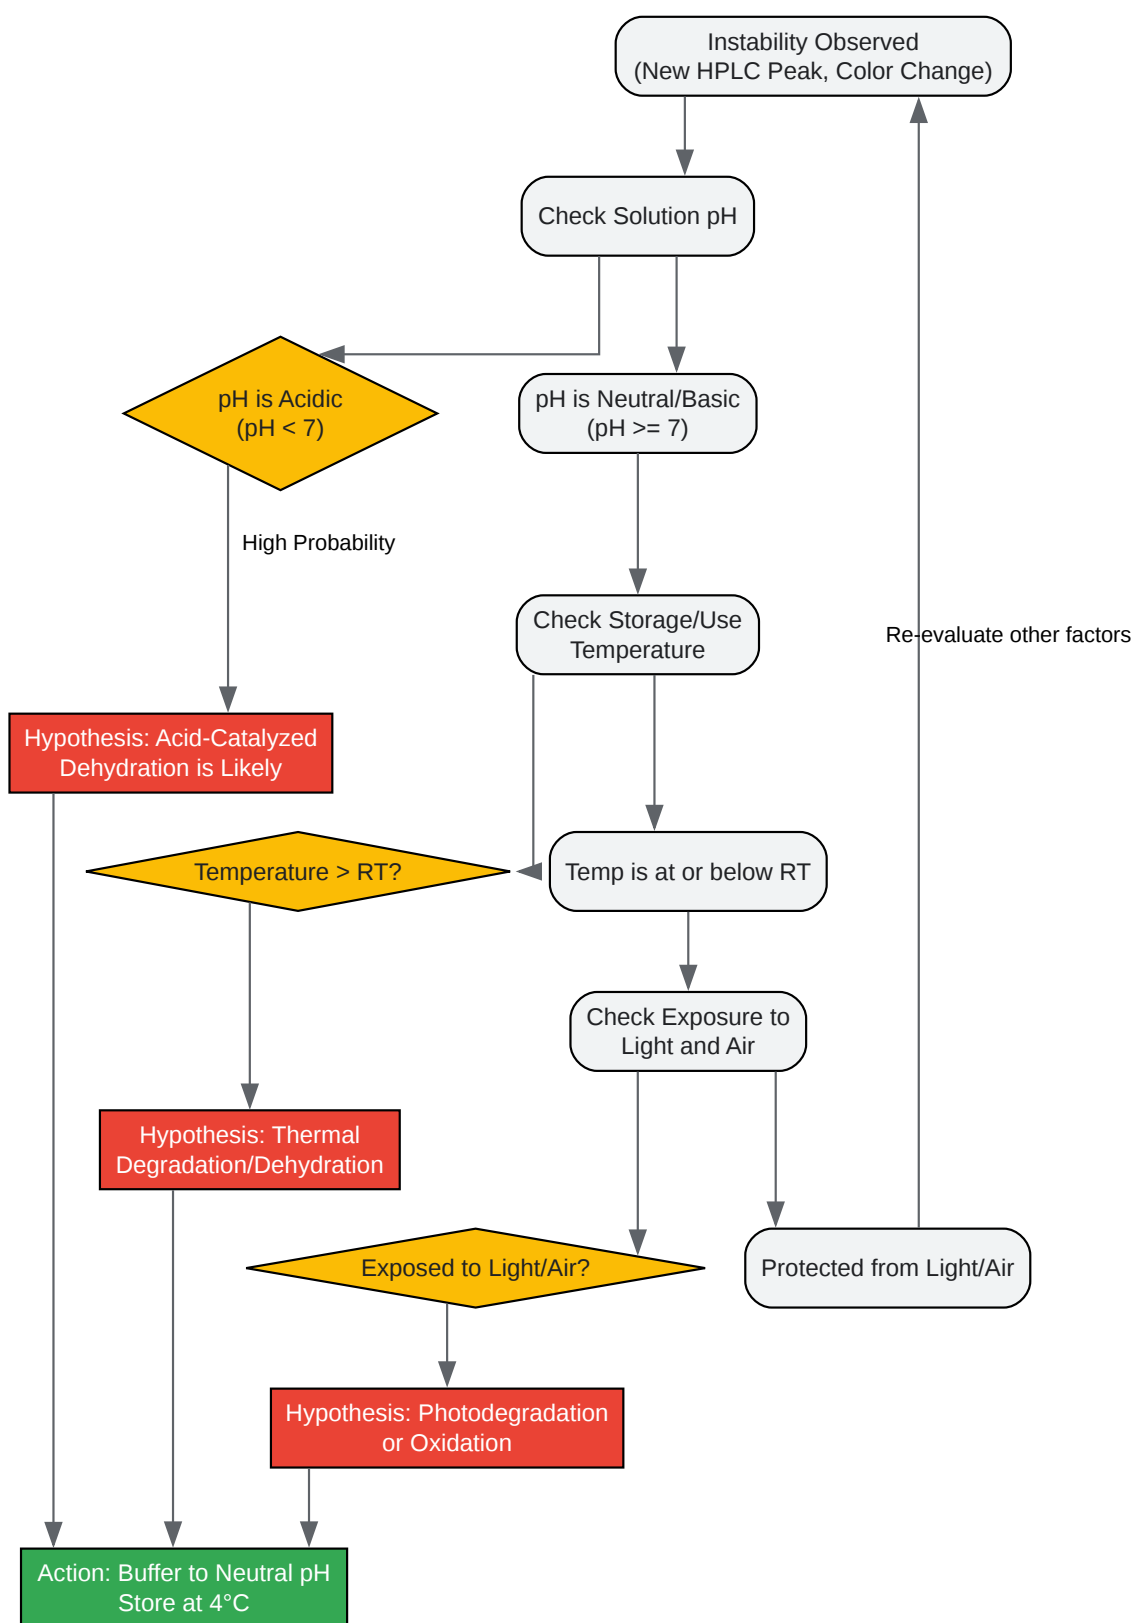 Instability Observed
(New HPLC Peak, Color Change)
Check Solution pH
pH is Acidic
(pH < 7)
pH is Neutral/Basic
(pH >= 7)
High Probability
Check Storage/Use
Temperature
Re-evaluate other factors
Hypothesis: Acid-Catalyzed
Dehydration is Likely
Temperature > RT?
Temp is at or below RT
Check Exposure to
Light and Air
Hypothesis: Thermal
Degradation/Dehydration
Exposed to Light/Air?
Protected from Light/Air
Hypothesis: Photodegradation
or Oxidation
Action: Buffer to Neutral pH
Store at 4°C